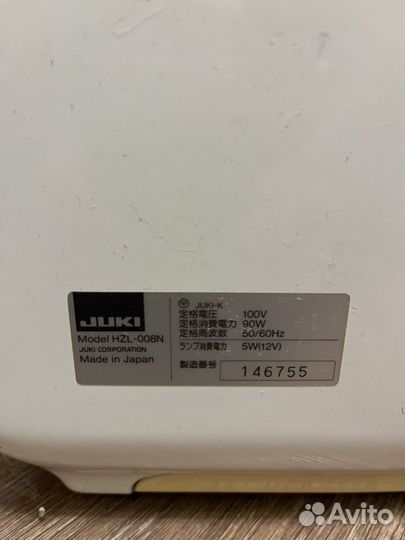 JUKI
Model HZL-008N
JUKI CORPORATION
Made in Japan
JUKI-K
定格電圧 100V
定格消費電力 90W
定格周波数 50/60Hz
ランプ消費電力 5W(12V)
製造番号 146755
Avito